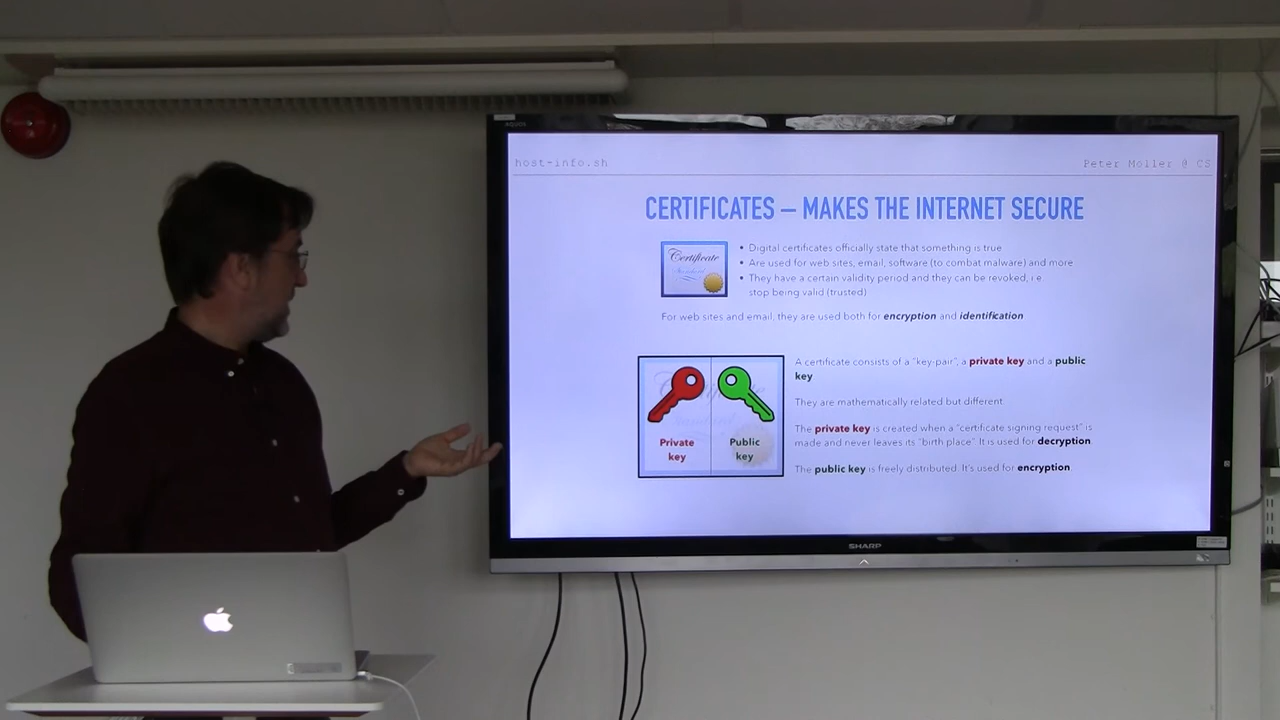 host-info.sh
Peter Möller @ CS
CERTIFICATES – MAKES THE INTERNET SECURE
Certificate
Standard
• Digital certificates officially state that something is true
• Are used for web sites, email, software (to combat malware) and more
• They have a certain validity period and they can be revoked, i.e.
stop being valid (trusted)
For web sites and email, they are used both for encryption and identification
Private
key
Public
key
A certificate consists of a "key-pair", a private key and a public
key
They are mathematically related but different.
The private key is created when a "certificate signing request" is
made and never leaves its "birth place". It is used for decryption
The public key is freely distributed. It's used for encryption
SHARP
AQUOS